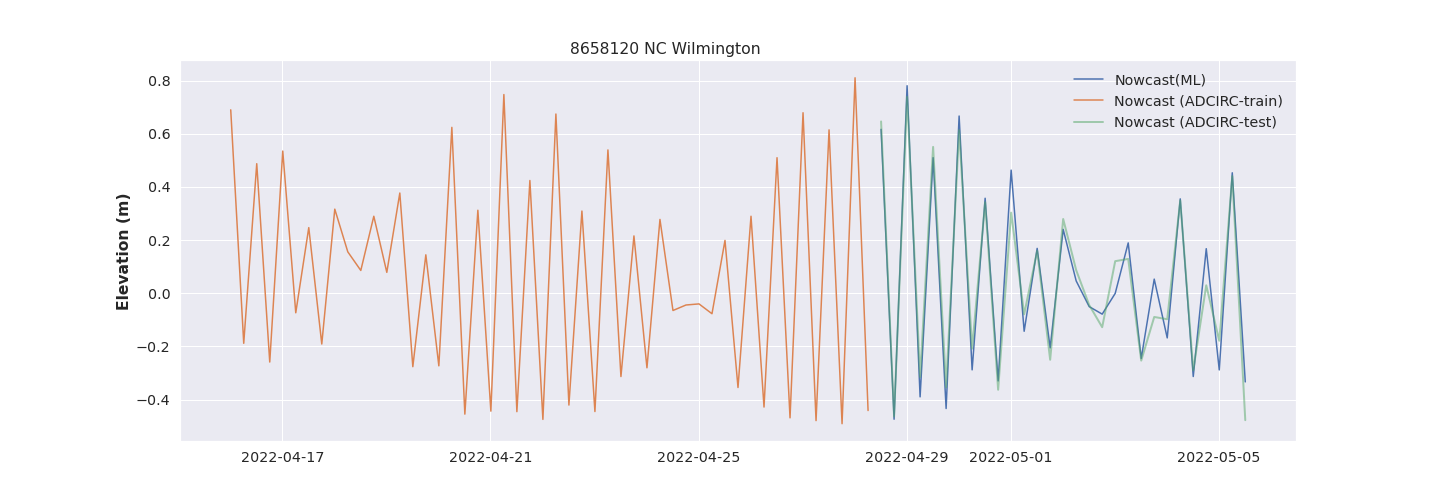 8658120 NC Wilmington
Nowcast(ML)
Nowcast (ADCIRC-train)
Nowcast (ADCIRC-test)
Elevation (m)
0.8
0.6
0.4
0.2
0.0
−0.2
−0.4
2022-04-17 2022-04-21 2022-04-25 2022-04-29 2022-05-01 2022-05-05